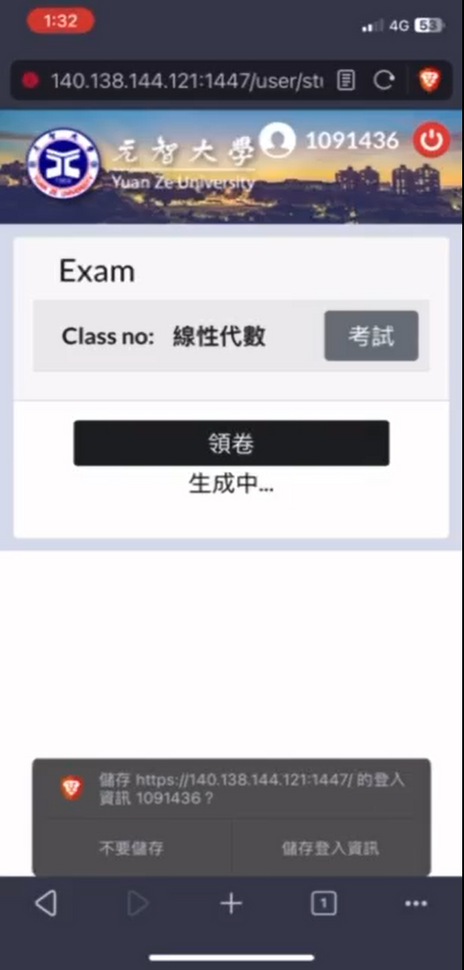 1:32
4G 53
140.138.144.121:1447/user/stu
元智大學
Yuan Ze University
1091436
Exam
Class no: 線性代數
考試
領卷
生成中...
儲存 https://140.138.144.121:1447/ 的登入
資訊 1091436？
不要儲存
儲存登入資訊
1